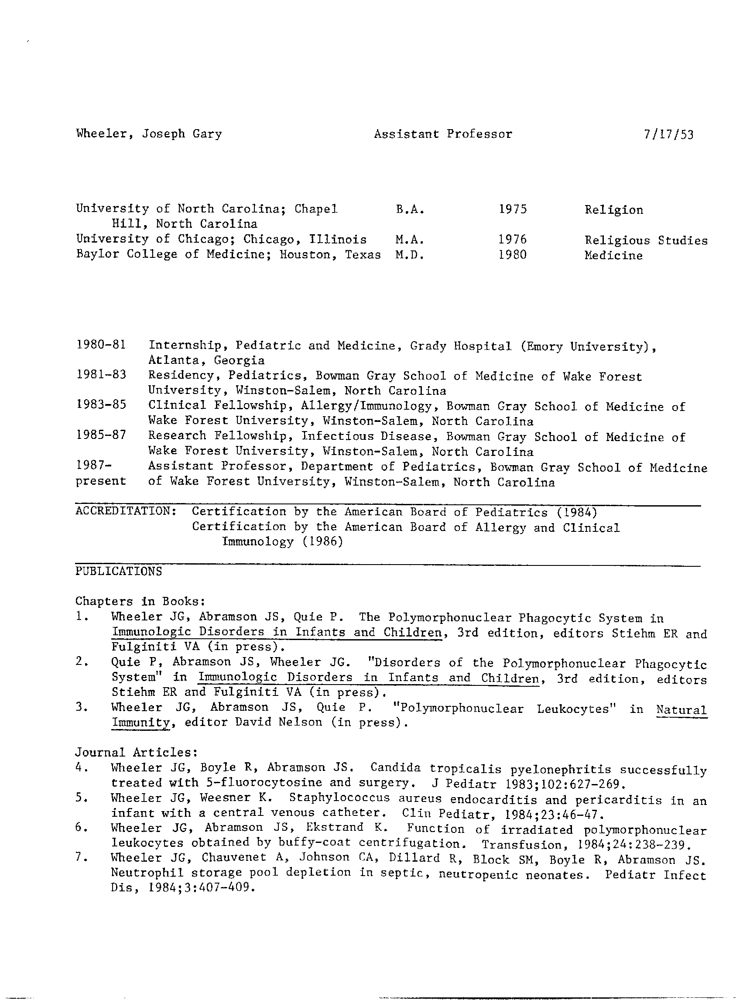 Wheeler, Joseph Gary Assistant Professor 7/17/53
University of North Carolina; Chapel B.A. 1975 Religion
Hill, North Carolina
University of Chicago; Chicago, Illinois M.A. 1976 Religious Studies
Baylor College of Medicine; Houston, Texas M.D. 1980 Medicine
1980-81 Internship, Pediatric and Medicine, Grady Hospital (Emory University),
Atlanta, Georgia
1981-83 Residency, Pediatrics, Bowman Gray School of Medicine of Wake Forest
University, Winston-Salem, North Carolina
1983-85 Clinical Fellowship, Allergy/Immunology, Bowman Gray School of Medicine of
Wake Forest University, Winston-Salem, North Carolina
1985-87 Research Fellowship, Infectious Disease, Bowman Gray School of Medicine of
Wake Forest University, Winston-Salem, North Carolina
1987- Assistant Professor, Department of Pediatrics, Bowman Gray School of Medicine
present of Wake Forest University, Winston-Salem, North Carolina
ACCREDITATION: Certification by the American Board of Pediatrics (1984)
Certification by the American Board of Allergy and Clinical
Immunology (1986)
PUBLICATIONS
Chapters in Books:
1. Wheeler JG, Abramson JS, Quie P. The Polymorphonuclear Phagocytic System in
Immunologic Disorders in Infants and Children, 3rd edition, editors Stiehm ER and
Fulginiti VA (in press).
2. Quie P, Abramson JS, Wheeler JG. "Disorders of the Polymorphonuclear Phagocytic
System" in Immunologic Disorders in Infants and Children, 3rd edition, editors
Stiehm ER and Fulginiti VA (in press).
3. Wheeler JG, Abramson JS, Quie P. "Polymorphonuclear Leukocytes" in Natural
Immunity, editor David Nelson (in press).
Journal Articles:
4. Wheeler JG, Boyle R, Abramson JS. Candida tropicalis pyelonephritis successfully
treated with 5-fluorocytosine and surgery. J Pediatr 1983;102:627-269.
5. Wheeler JG, Weesner K. Staphylococcus aureus endocarditis and pericarditis in an
infant with a central venous catheter. Clin Pediatr, 1984;23:46-47.
6. Wheeler JG, Abramson JS, Ekstrand K. Function of irradiated polymorphonuclear
leukocytes obtained by buffy-coat centrifugation. Transfusion, 1984;24:238-239.
7. Wheeler JG, Chauvenet A, Johnson CA, Dillard R, Block SM, Boyle R, Abramson JS.
Neutrophil storage pool depletion in septic, neutropenic neonates. Pediatr Infect
Dis, 1984;3:407-409.